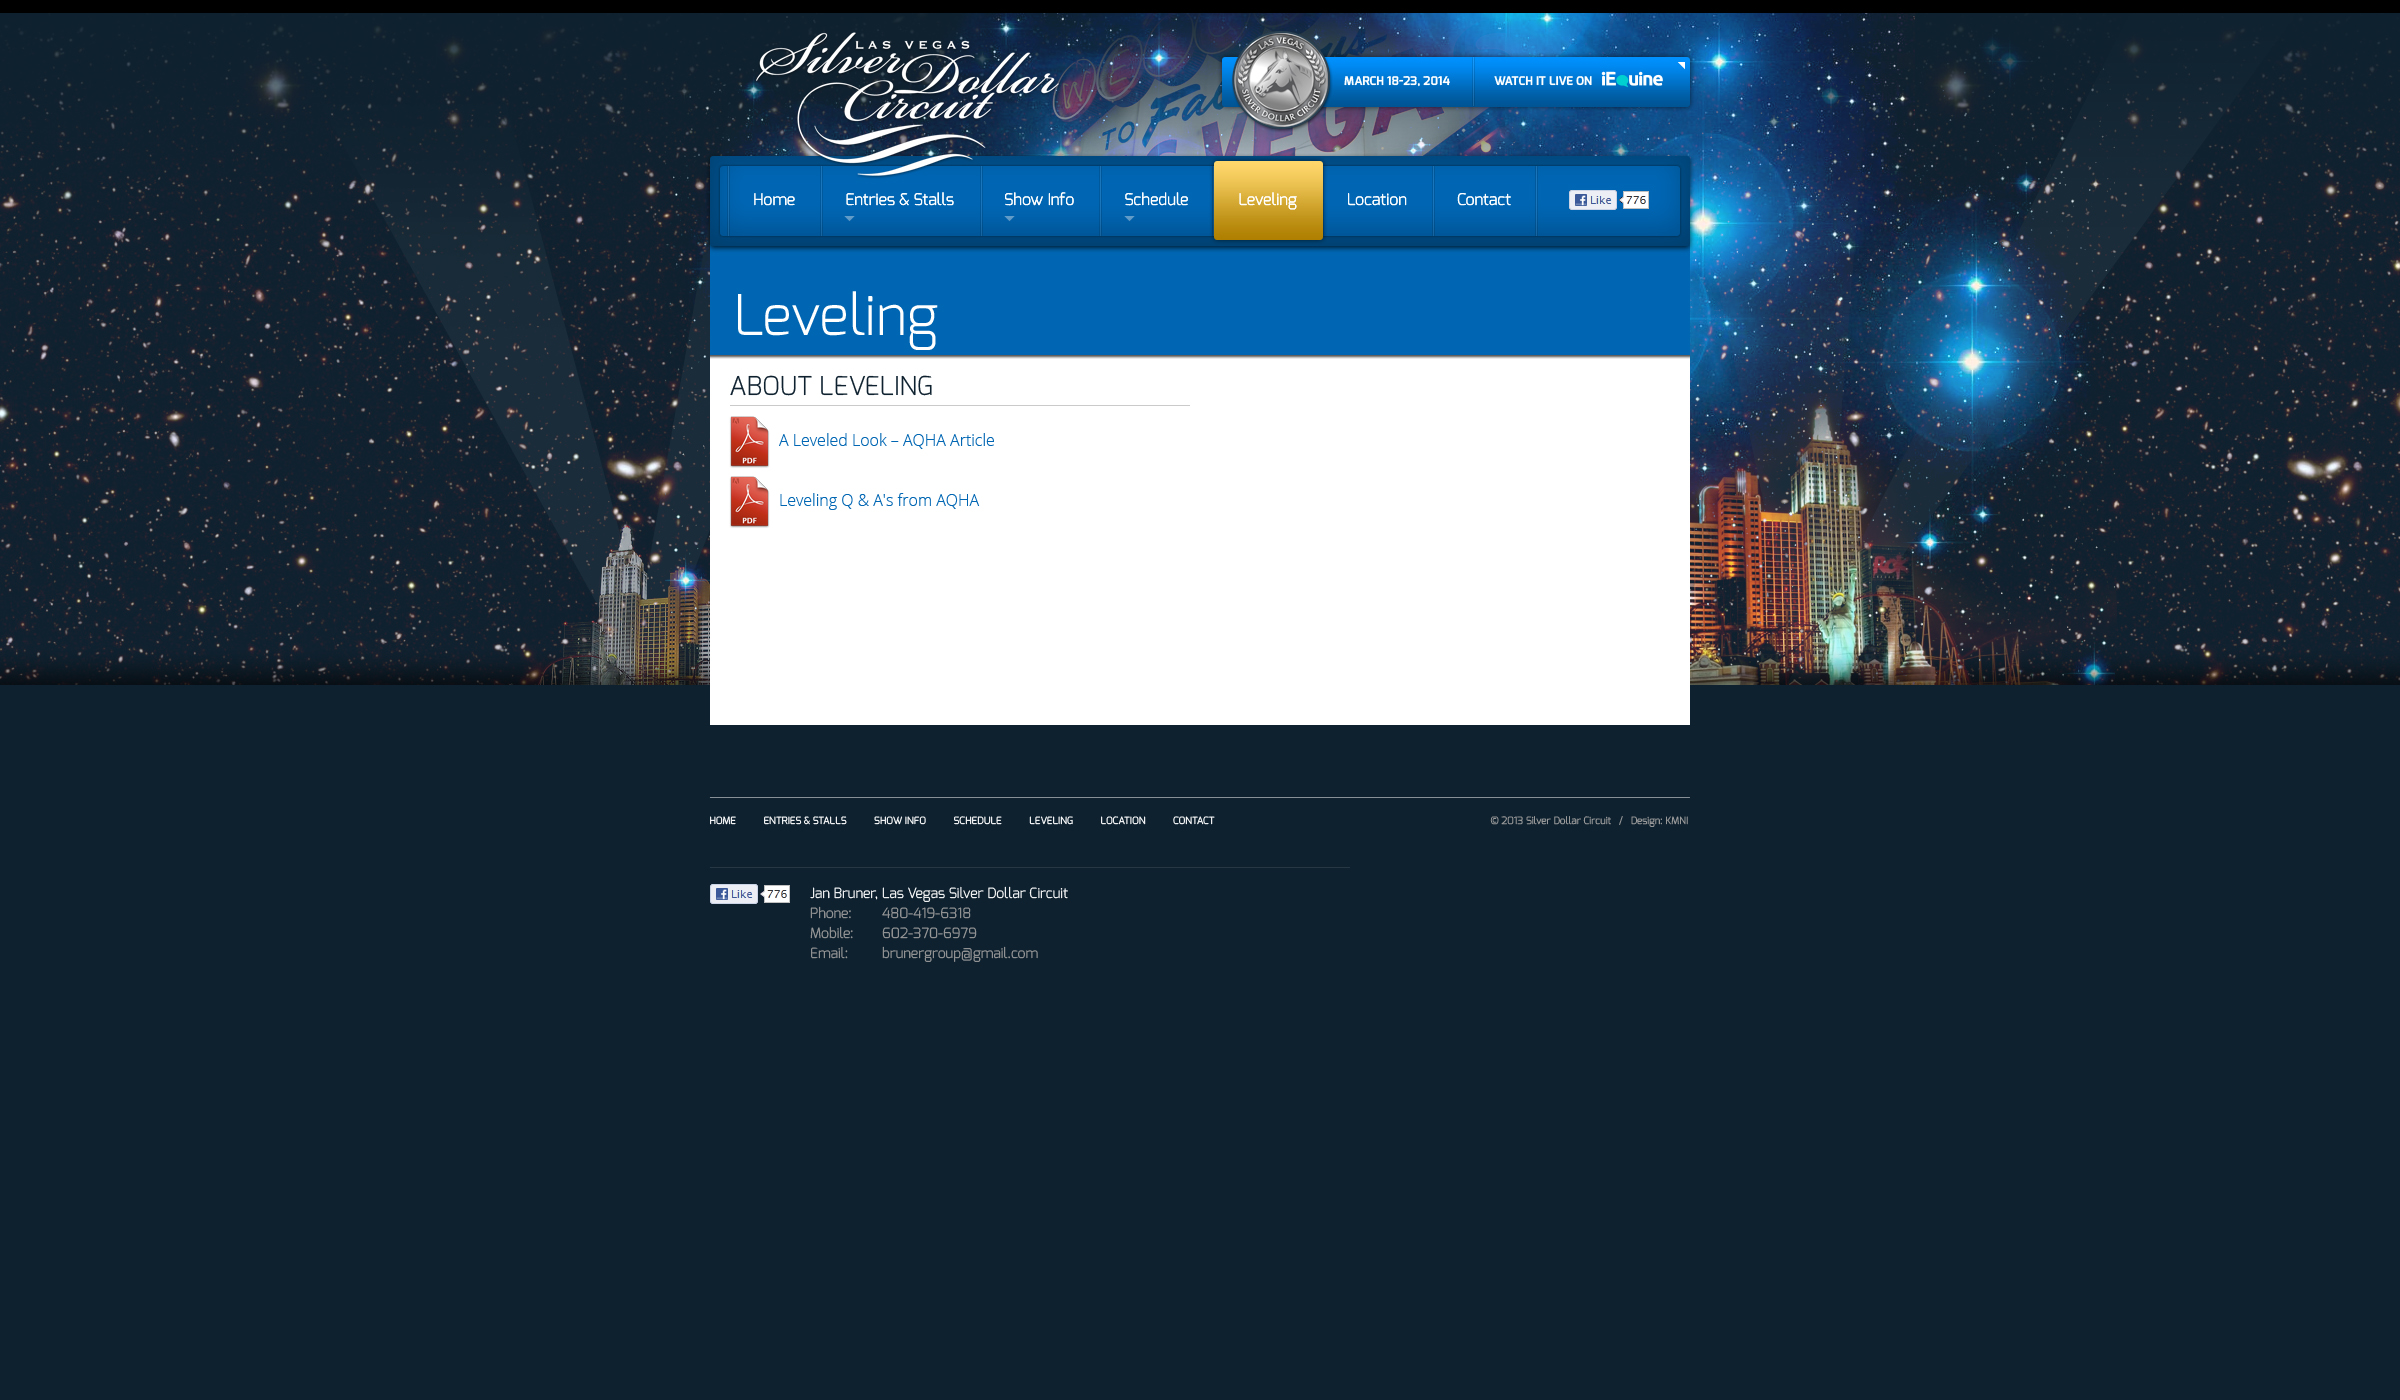 LAS VEGAS
Silver Dollar
Circuit
LAS VEGAS
SILVER DOLLAR CIRCUIT
MARCH 18-23, 2014
WATCH IT LIVE ON iEquine
TO Fabulous
VEGAS
Home
Entries & Stalls
Show Info
Schedule
Leveling
Location
Contact
Like 776
Leveling
ABOUT LEVELING
PDF
A Leveled Look – AQHA Article
PDF
Leveling Q & A's from AQHA
HOME
ENTRIES & STALLS
SHOW INFO
SCHEDULE
LEVELING
LOCATION
CONTACT
© 2013 Silver Dollar Circuit / Design: KMNI
Like 776
Jan Bruner, Las Vegas Silver Dollar Circuit
Phone: 480-419-6318
Mobile: 602-370-6979
Email: brunergroup@gmail.com